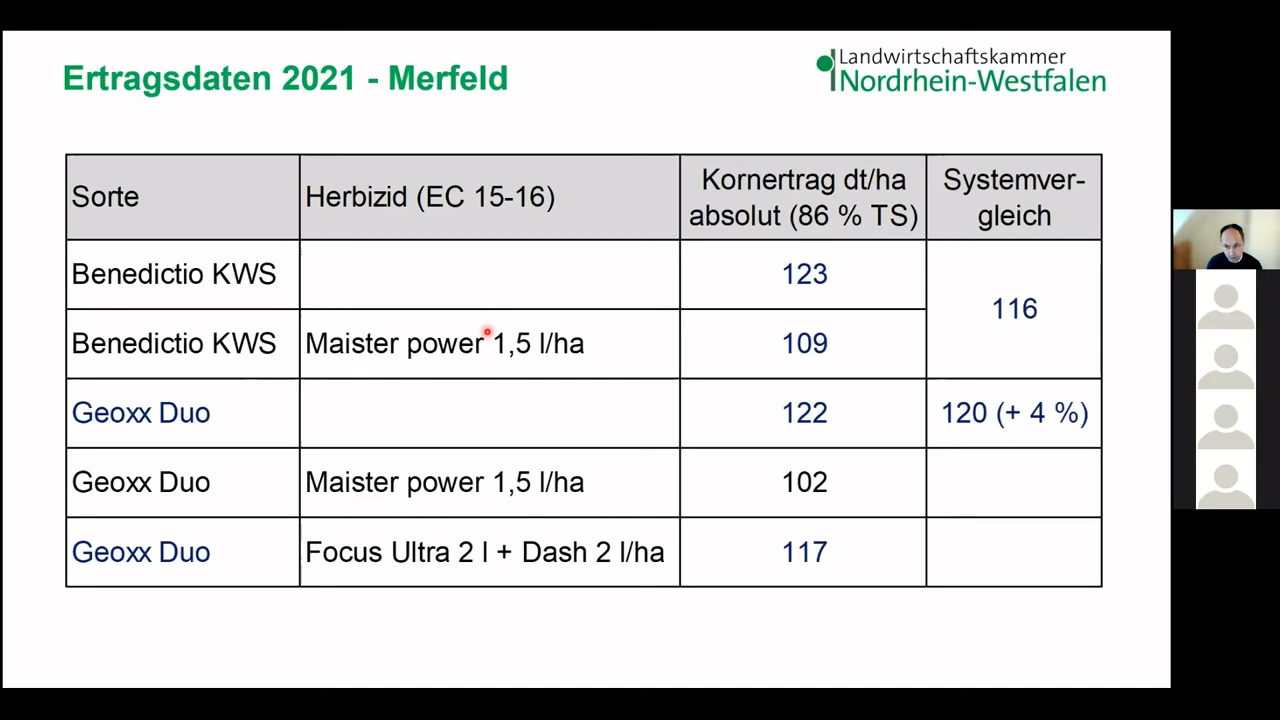 Ertragsdaten 2021 - Merfeld
Landwirtschaftskammer
Nordrhein-Westfalen
Sorte
Herbizid (EC 15-16)
Kornertrag dt/ha
absolut (86 % TS)
Systemver-
gleich
Benedictio KWS
123
116
Benedictio KWS
Maister power 1,5 l/ha
109
Geoxx Duo
122
120 (+ 4 %)
Geoxx Duo
Maister power 1,5 l/ha
102
Geoxx Duo
Focus Ultra 2 l + Dash 2 l/ha
117